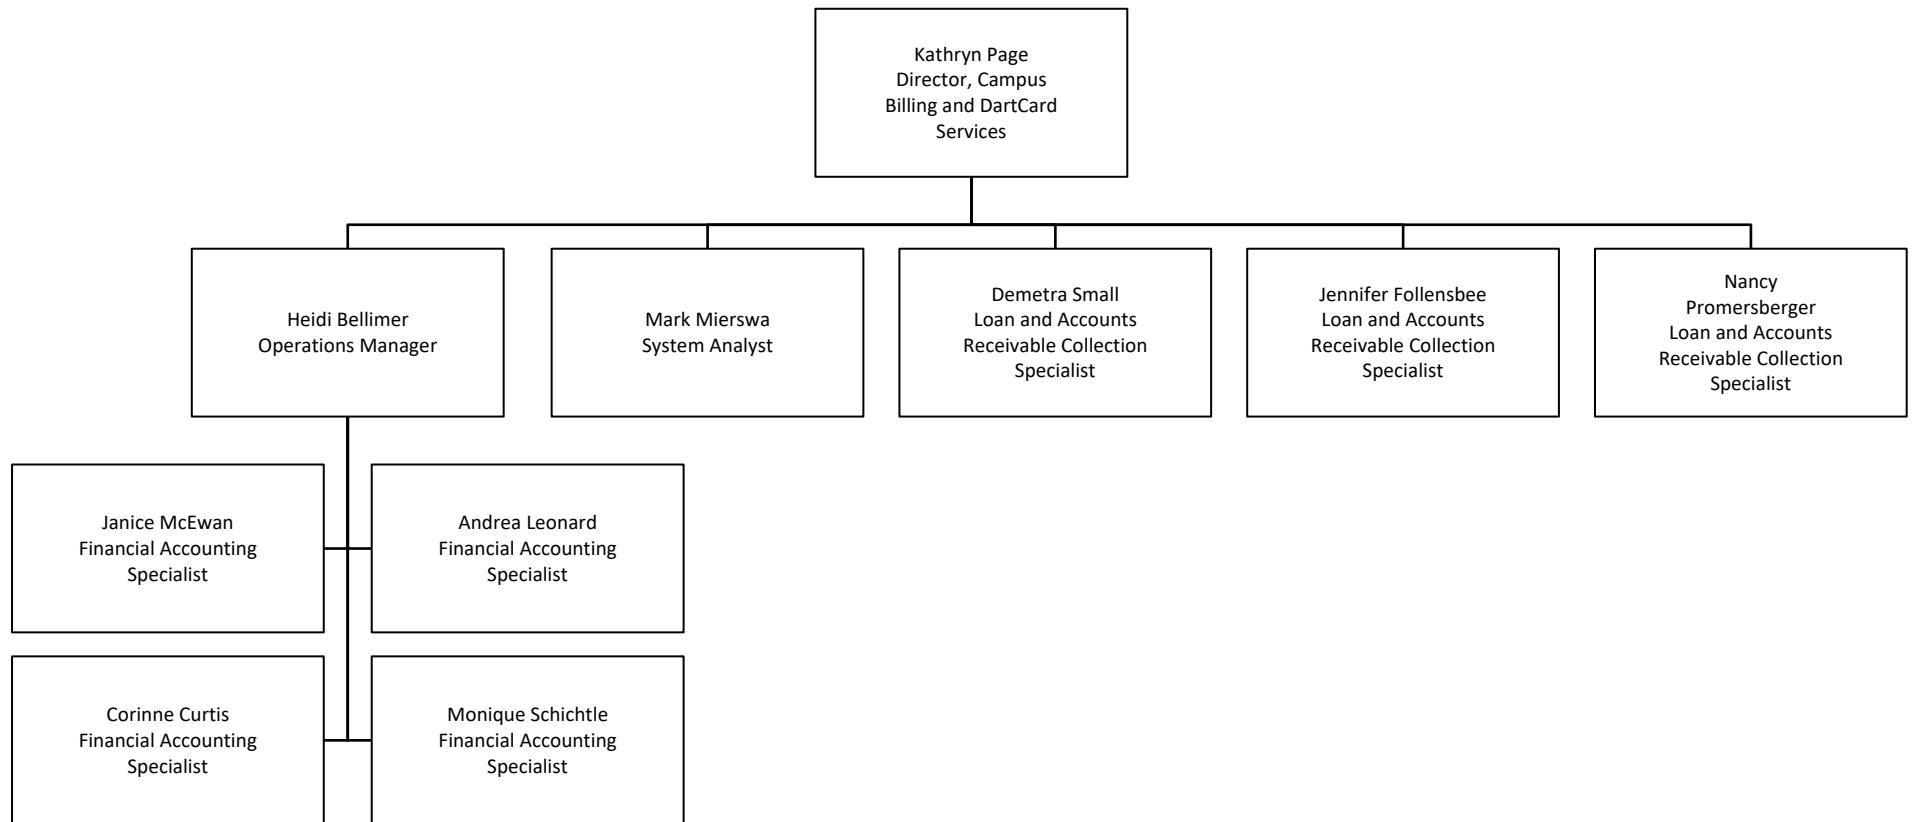 Kathryn Page
Director, Campus
Billing and DartCard
Services
Heidi Bellimer
Operations Manager
Mark Mierswa
System Analyst
Demetra Small
Loan and Accounts
Receivable Collection
Specialist
Jennifer Follensbee
Loan and Accounts
Receivable Collection
Specialist
Nancy
Promersberger
Loan and Accounts
Receivable Collection
Specialist
Janice McEwan
Financial Accounting
Specialist
Andrea Leonard
Financial Accounting
Specialist
Corinne Curtis
Financial Accounting
Specialist
Monique Schichtle
Financial Accounting
Specialist